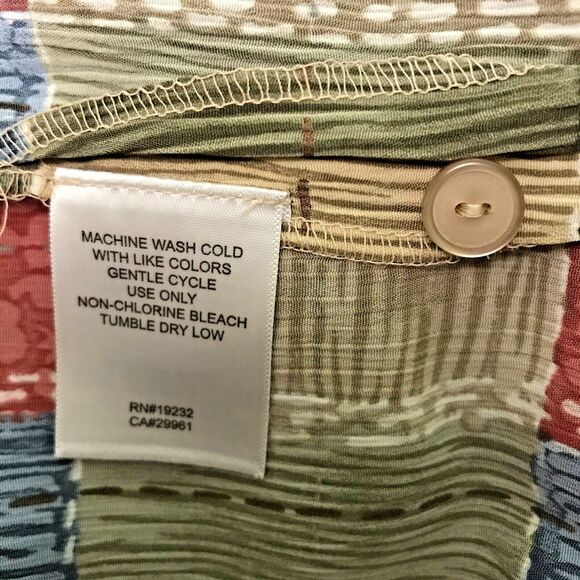 MACHINE WASH COLD
WITH LIKE COLORS
GENTLE CYCLE
USE ONLY
NON-CHLORINE BLEACH
TUMBLE DRY LOW
RN#19232
CA#29961